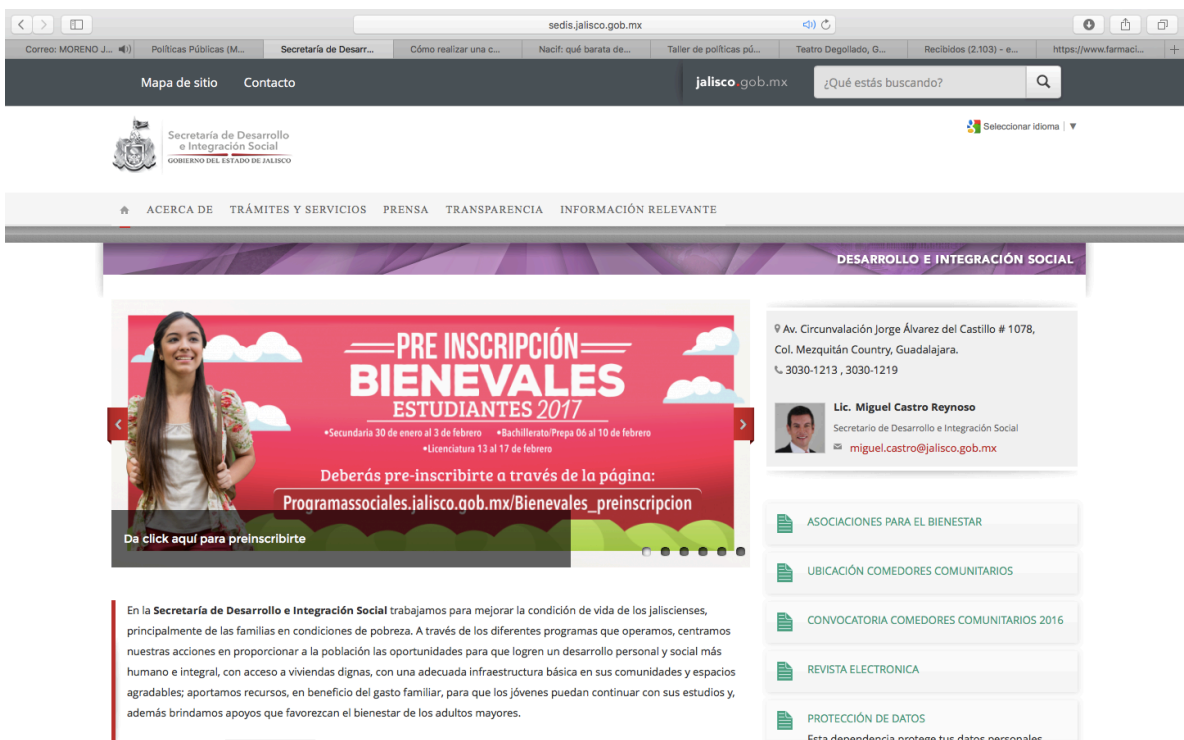 sedis.jalisco.gob.mx
Correo: MORENO J...
Políticas Públicas (M...
Secretaría de Desarr...
Cómo realizar una c...
Nacif: qué barata de...
Taller de políticas pú...
Teatro Degollado, G...
Recibidos (2.103) – e...
https://www.farmaci...
Mapa de sitio
Contacto
jalisco.gob.mx
¿Qué estás buscando?
Secretaría de Desarrollo
e Integración Social
GOBIERNO DEL ESTADO DE JALISCO
Seleccionar idioma
ACERCA DE
TRÁMITES Y SERVICIOS
PRENSA
TRANSPARENCIA
INFORMACIÓN RELEVANTE
DESARROLLO E INTEGRACIÓN SOCIAL
PRE INSCRIPCIÓN
BIENEVALES
ESTUDIANTES 2017
•Secundaria 30 de enero al 3 de febrero •Bachillerato/Prepa 06 al 10 de febrero
•Licenciatura 13 al 17 de febrero
Deberás pre-inscribirte a través de la página:
Programassociales.jalisco.gob.mx/Bienevales_preinscripcion
Da click aquí para preinscribirte
Av. Circunvalación Jorge Álvarez del Castillo # 1078,
Col. Mezquitán Country, Guadalajara.
3030-1213 , 3030-1219
Lic. Miguel Castro Reynoso
Secretario de Desarrollo e Integración Social
miguel.castro@jalisco.gob.mx
ASOCIACIONES PARA EL BIENESTAR
UBICACIÓN COMEDORES COMUNITARIOS
CONVOCATORIA COMEDORES COMUNITARIOS 2016
REVISTA ELECTRONICA
PROTECCIÓN DE DATOS
Esta dependencia protege tus datos personales
En la Secretaría de Desarrollo e Integración Social trabajamos para mejorar la condición de vida de los jaliscienses,
principalmente de las familias en condiciones de pobreza. A través de los diferentes programas que operamos, centramos
nuestras acciones en proporcionar a la población las oportunidades para que logren un desarrollo personal y social más
humano e integral, con acceso a viviendas dignas, con una adecuada infraestructura básica en sus comunidades y espacios
agradables; aportamos recursos, en beneficio del gasto familiar, para que los jóvenes puedan continuar con sus estudios y,
además brindamos apoyos que favorezcan el bienestar de los adultos mayores.